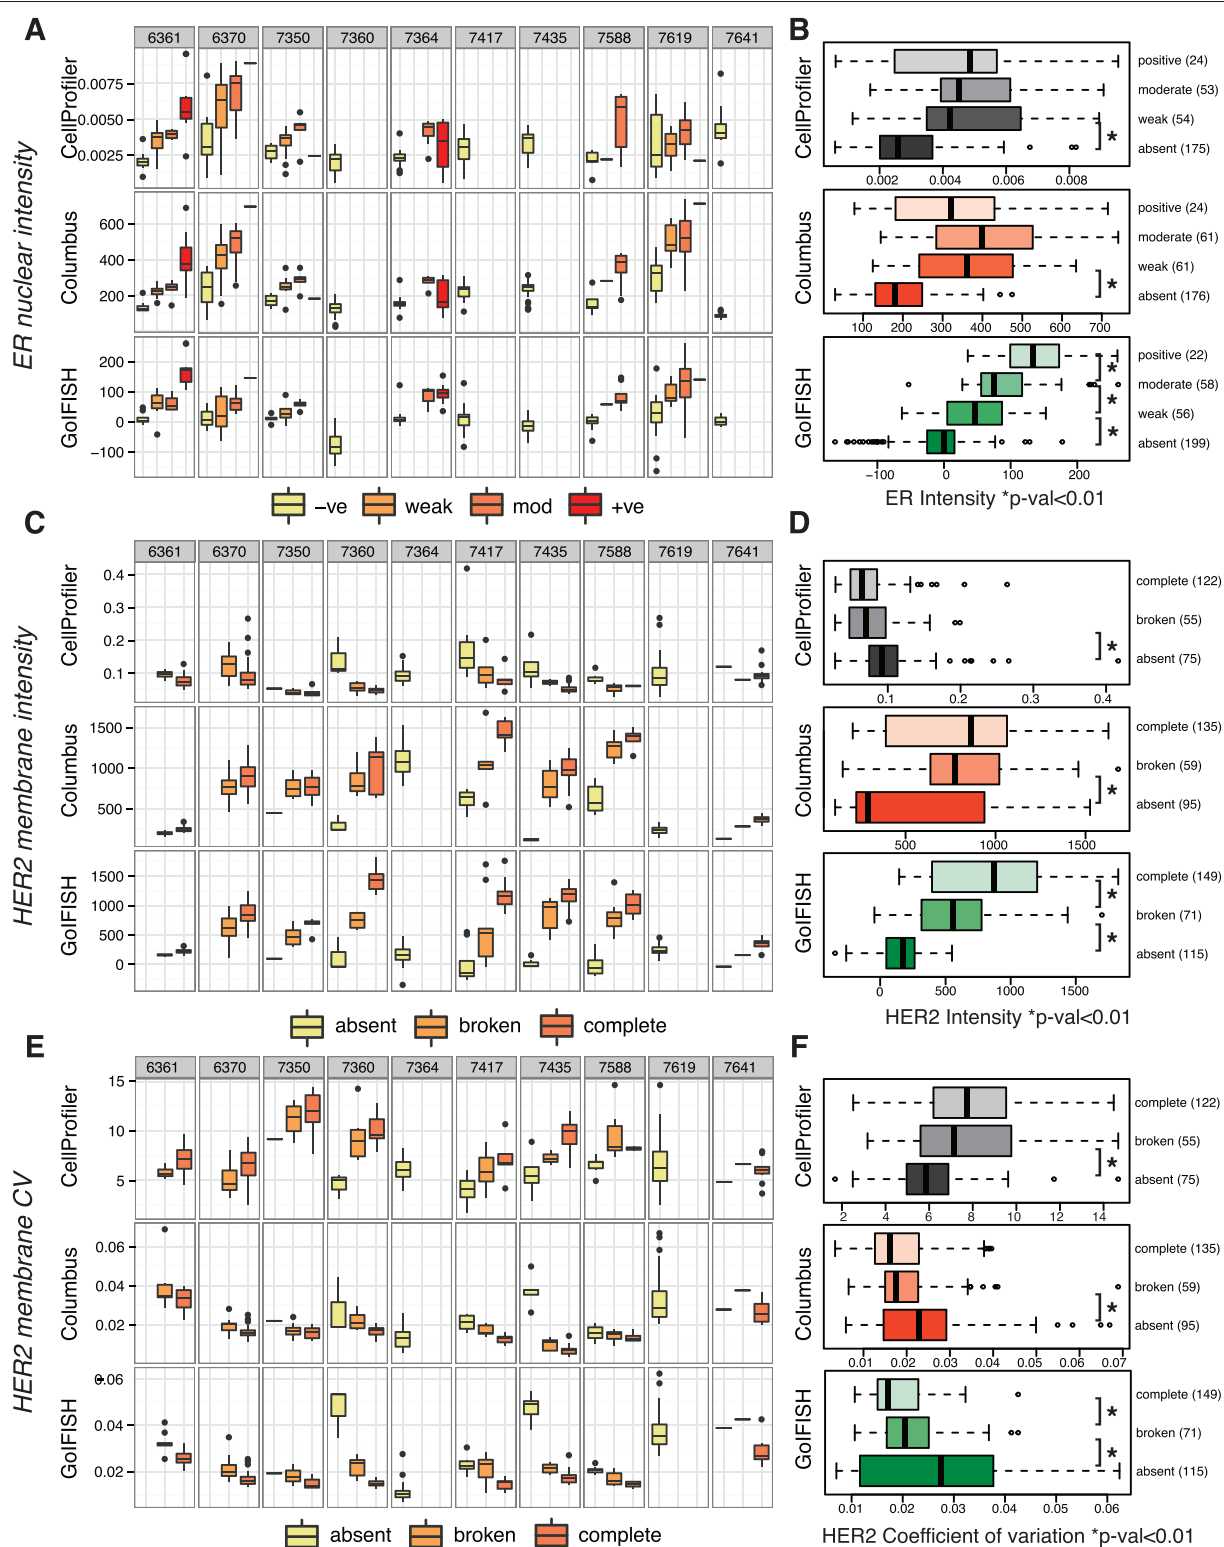 A
6361 6370 7350 7360 7364 7417 7435 7588 7619 7641
ER nuclear intensity
CellProfiler
0.0075
0.0050
0.0025
Columbus
600
400
200
GoIFISH
200
100
0
−100
−ve weak mod +ve
B
CellProfiler
positive (24)
moderate (53)
weak (54)
*
absent (175)
0.002 0.004 0.006 0.008
Columbus
positive (24)
moderate (61)
weak (61)
*
absent (176)
100 200 300 400 500 600 700
GoIFISH
positive (22)
*
moderate (58)
*
weak (56)
*
absent (199)
−100 0 100 200
ER Intensity *p-val<0.01
C
6361 6370 7350 7360 7364 7417 7435 7588 7619 7641
HER2 membrane intensity
CellProfiler
0.4
0.3
0.2
0.1
Columbus
1500
1000
500
GoIFISH
1500
1000
500
0
absent broken complete
D
CellProfiler
complete (122)
broken (55)
*
absent (75)
0.1 0.2 0.3 0.4
Columbus
complete (135)
broken (59)
*
absent (95)
500 1000 1500
GoIFISH
complete (149)
*
broken (71)
*
absent (115)
0 500 1000 1500
HER2 Intensity *p-val<0.01
E
6361 6370 7350 7360 7364 7417 7435 7588 7619 7641
HER2 membrane CV
CellProfiler
15
10
5
Columbus
0.06
0.04
0.02
GoIFISH
0.06
0.04
0.02
absent broken complete
F
CellProfiler
complete (122)
broken (55)
*
absent (75)
2 4 6 8 10 12 14
Columbus
complete (135)
broken (59)
*
absent (95)
0.01 0.02 0.03 0.04 0.05 0.06 0.07
GoIFISH
complete (149)
*
broken (71)
*
absent (115)
0.01 0.02 0.03 0.04 0.05 0.06
HER2 Coefficient of variation *p-val<0.01